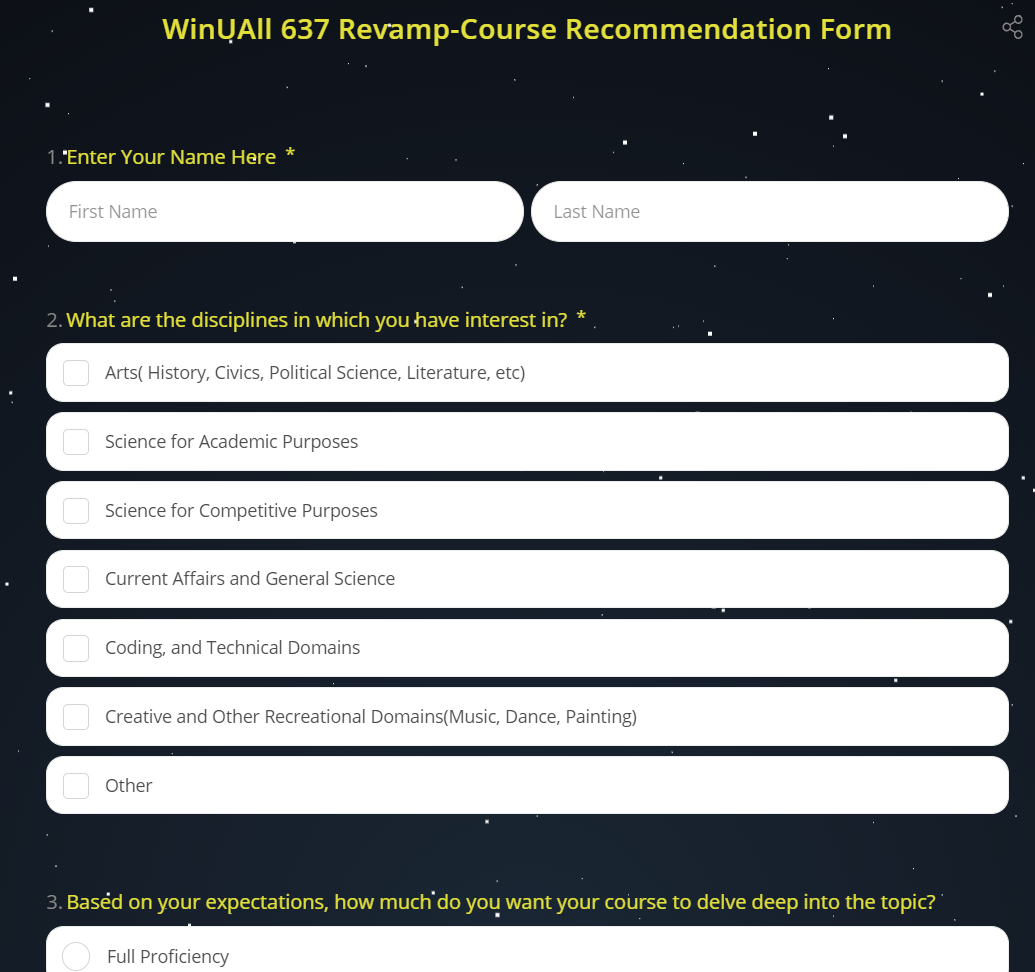 WinUAll 637 Revamp-Course Recommendation Form
1. Enter Your Name Here *
First Name
Last Name
2. What are the disciplines in which you have interest in? *
Arts( History, Civics, Political Science, Literature, etc)
Science for Academic Purposes
Science for Competitive Purposes
Current Affairs and General Science
Coding, and Technical Domains
Creative and Other Recreational Domains(Music, Dance, Painting)
Other
3. Based on your expectations, how much do you want your course to delve deep into the topic?
Full Proficiency